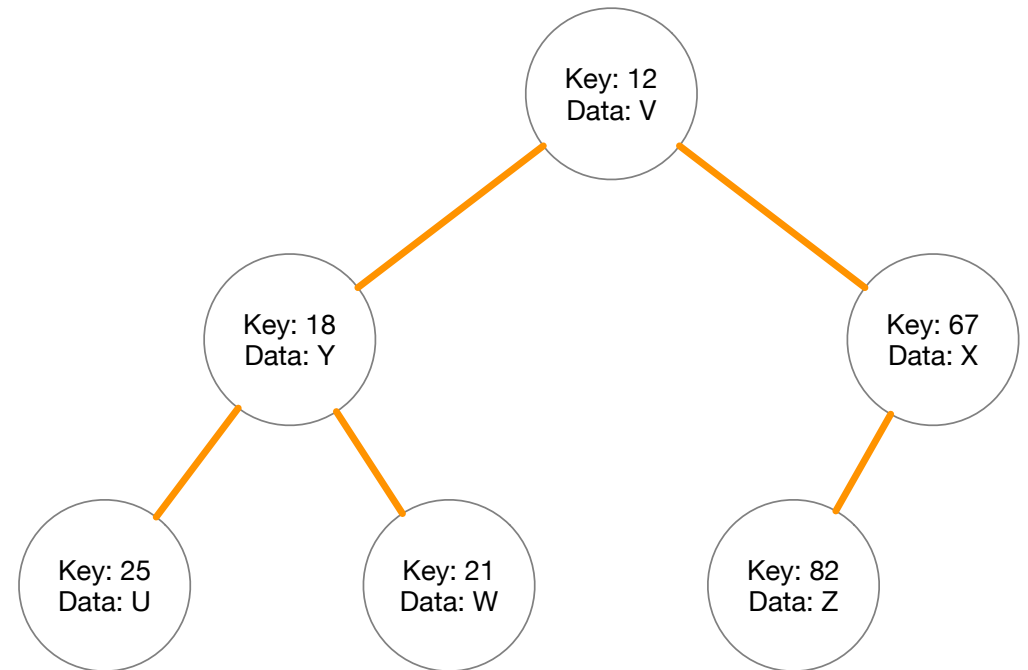 Key: 12
Data: V
Key: 18
Data: Y
Key: 67
Data: X
Key: 25
Data: U
Key: 21
Data: W
Key: 82
Data: Z